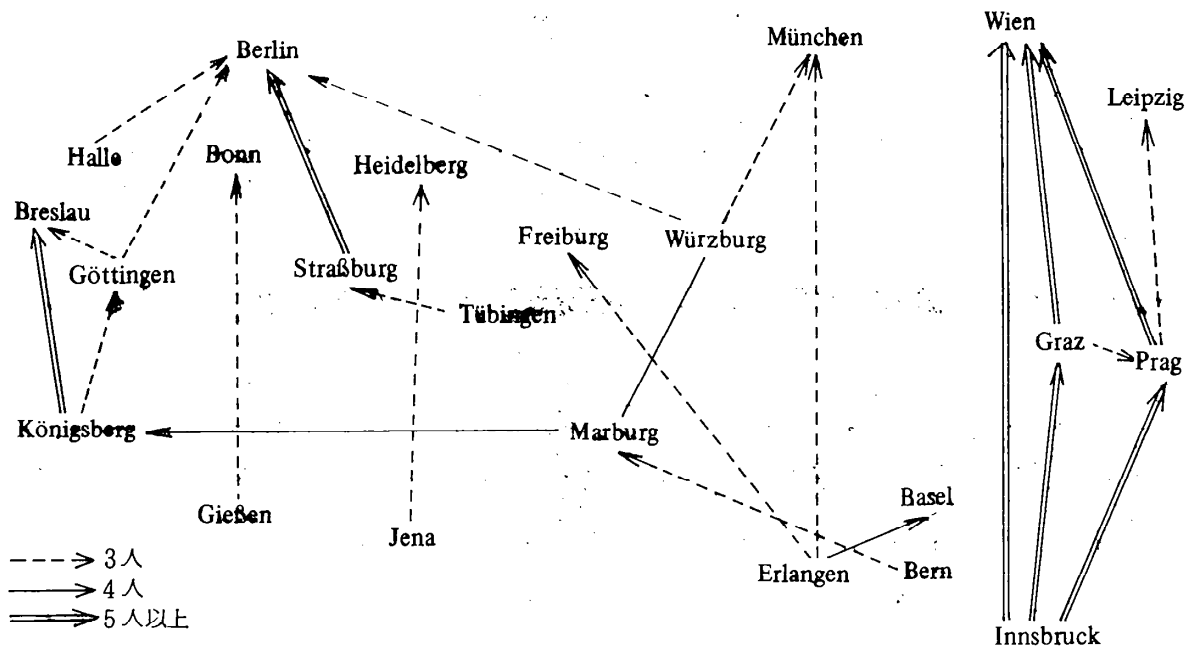 Wien
München
Berlin
Leipzig
Halle
Bonn
Heidelberg
Breslau
Freiburg
Würzburg
Göttingen
Straßburg
Tübingen
Graz
Prag
Königsberg
Marburg
Basel
Gießen
Jena
Erlangen
Bern
Innsbruck
3人
4人
5人以上